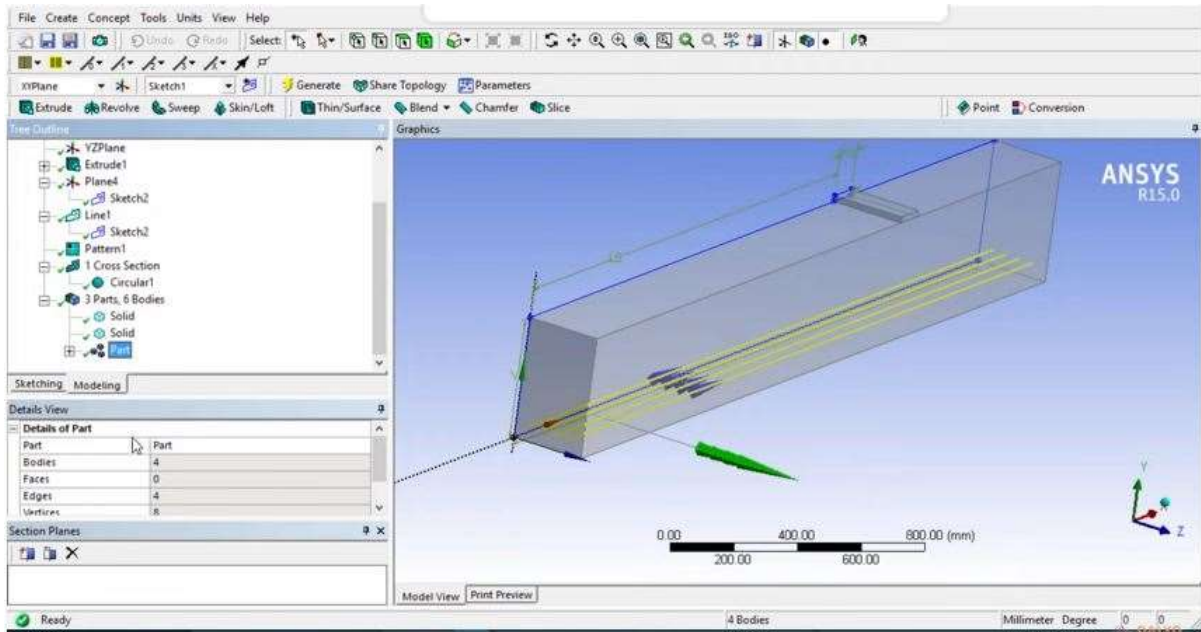 File Create Concept Tools Units View Help
Undo Redo Select:
XYPlane Sketch1 Generate Share Topology Parameters
Extrude Revolve Sweep Skin/Loft Thin/Surface Blend Chamfer Slice Point Conversion
Tree Outline
YZPlane
Extrude1
Plane4
Sketch2
Line1
Sketch2
Pattern1
1 Cross Section
Circular1
3 Parts, 6 Bodies
Solid
Solid
Part
Sketching Modeling
Details View
Details of Part
Part Part
Bodies 4
Faces 0
Edges 4
Vertices 8
Section Planes
Graphics
ANSYS
R15.0
Y
Z
0.00 400.00 800.00 (mm)
200.00 600.00
Model View Print Preview
Ready 4 Bodies Millimeter Degree 0 0